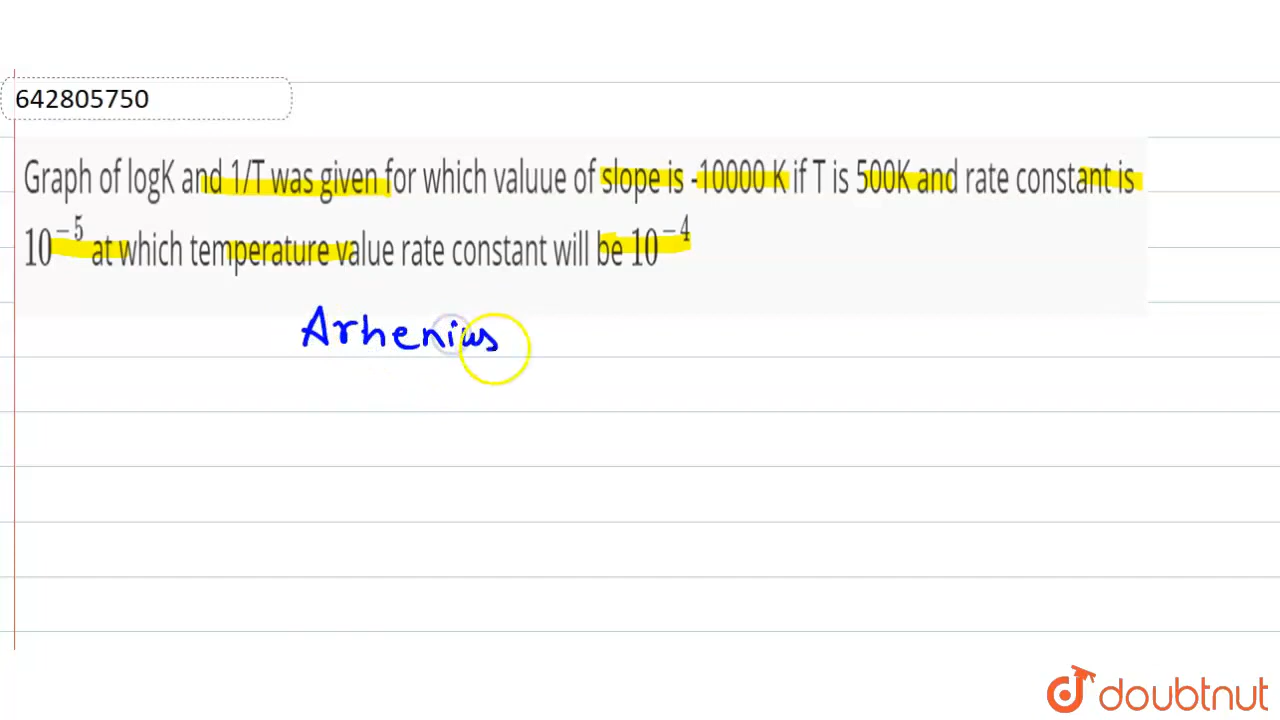 642805750
Graph of logK and 1/T was given for which valuue of slope is -10000 K if T is 500K and rate constant is
10⁻⁵ at which temperature value rate constant will be 10⁻⁴
Arhenius
doubtnut